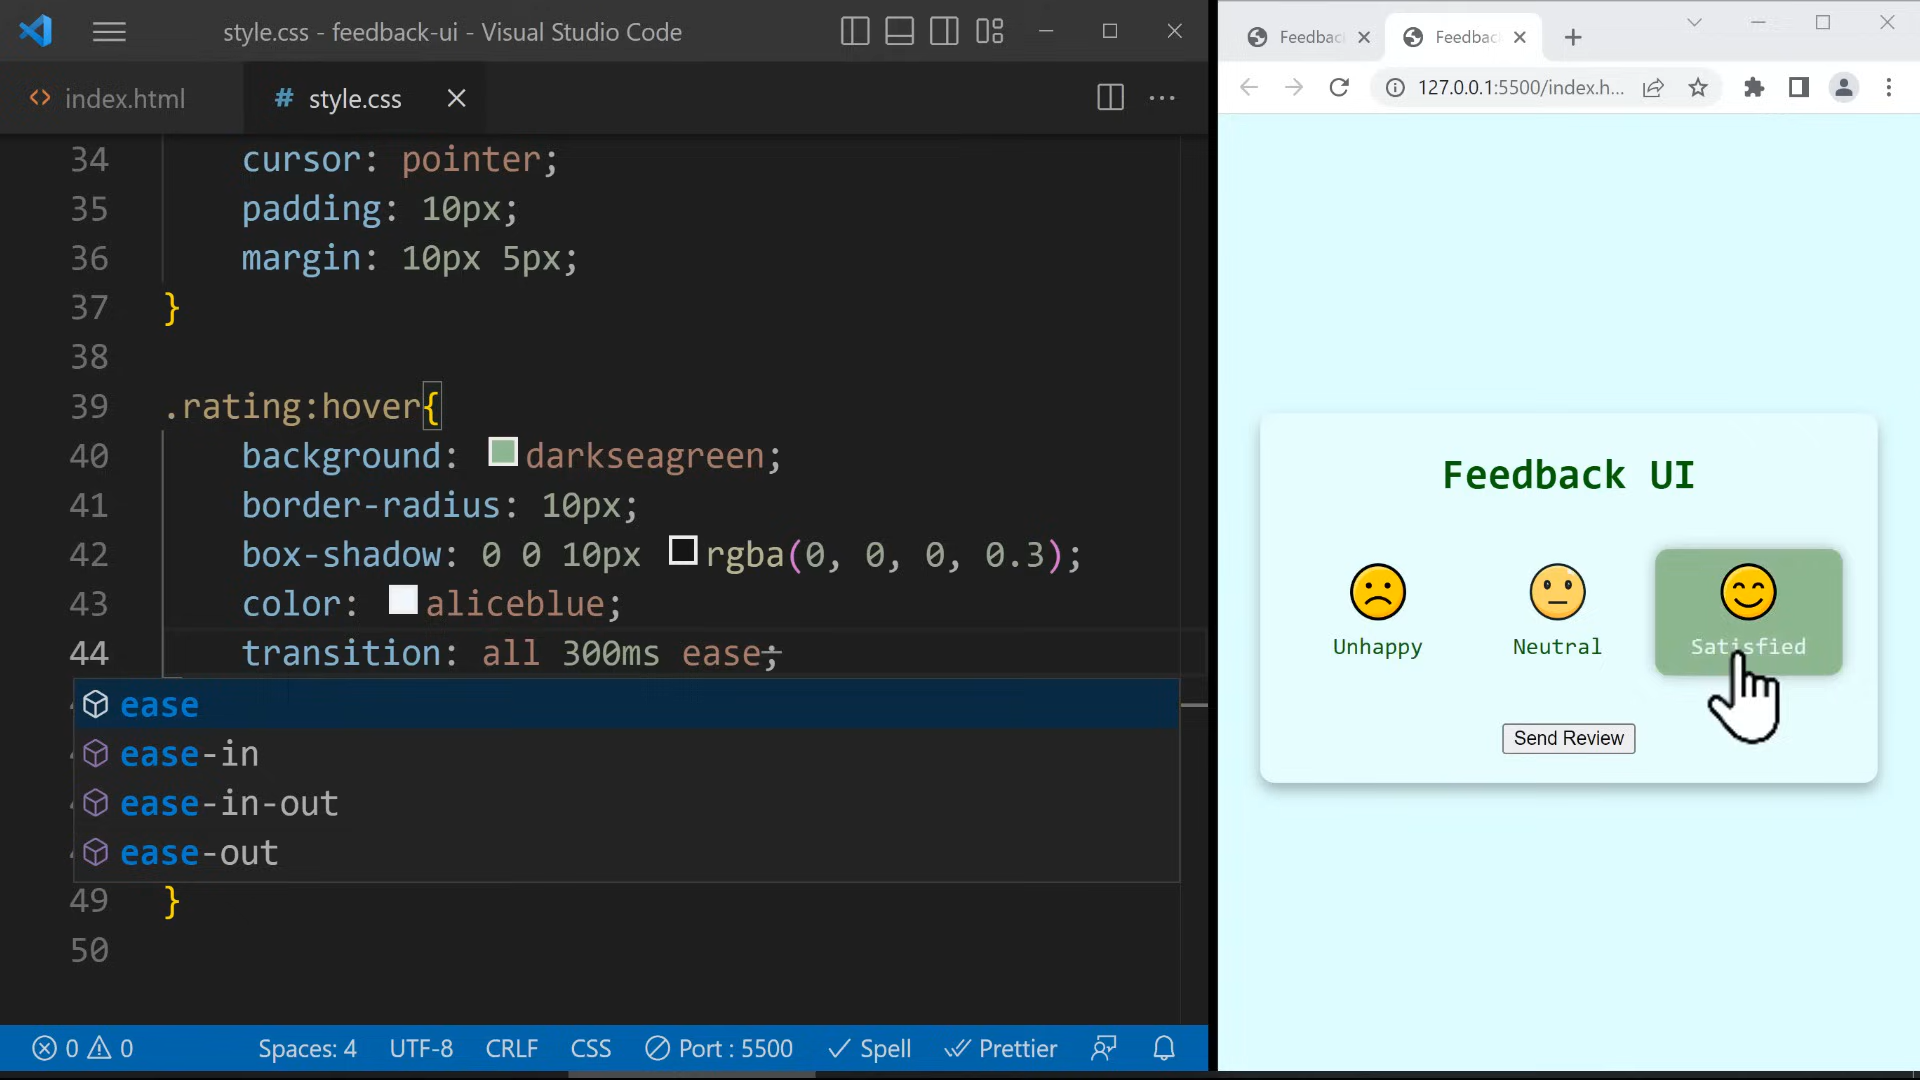 style.css - feedback-ui - Visual Studio Code
index.html
# style.css
34 cursor: pointer;
35 padding: 10px;
36 margin: 10px 5px;
37 }
38
39 .rating:hover{
40 background: darkseagreen;
41 border-radius: 10px;
42 box-shadow: 0 0 10px rgba(0, 0, 0, 0.3);
43 color: aliceblue;
44 transition: all 300ms ease;
ease
ease-in
ease-in-out
ease-out
49 }
50
0 0 Spaces: 4 UTF-8 CRLF CSS Port : 5500 Spell Prettier
Feedbac
Feedbac
127.0.0.1:5500/index.h...
Feedback UI
Unhappy
Neutral
Satisfied
Send Review